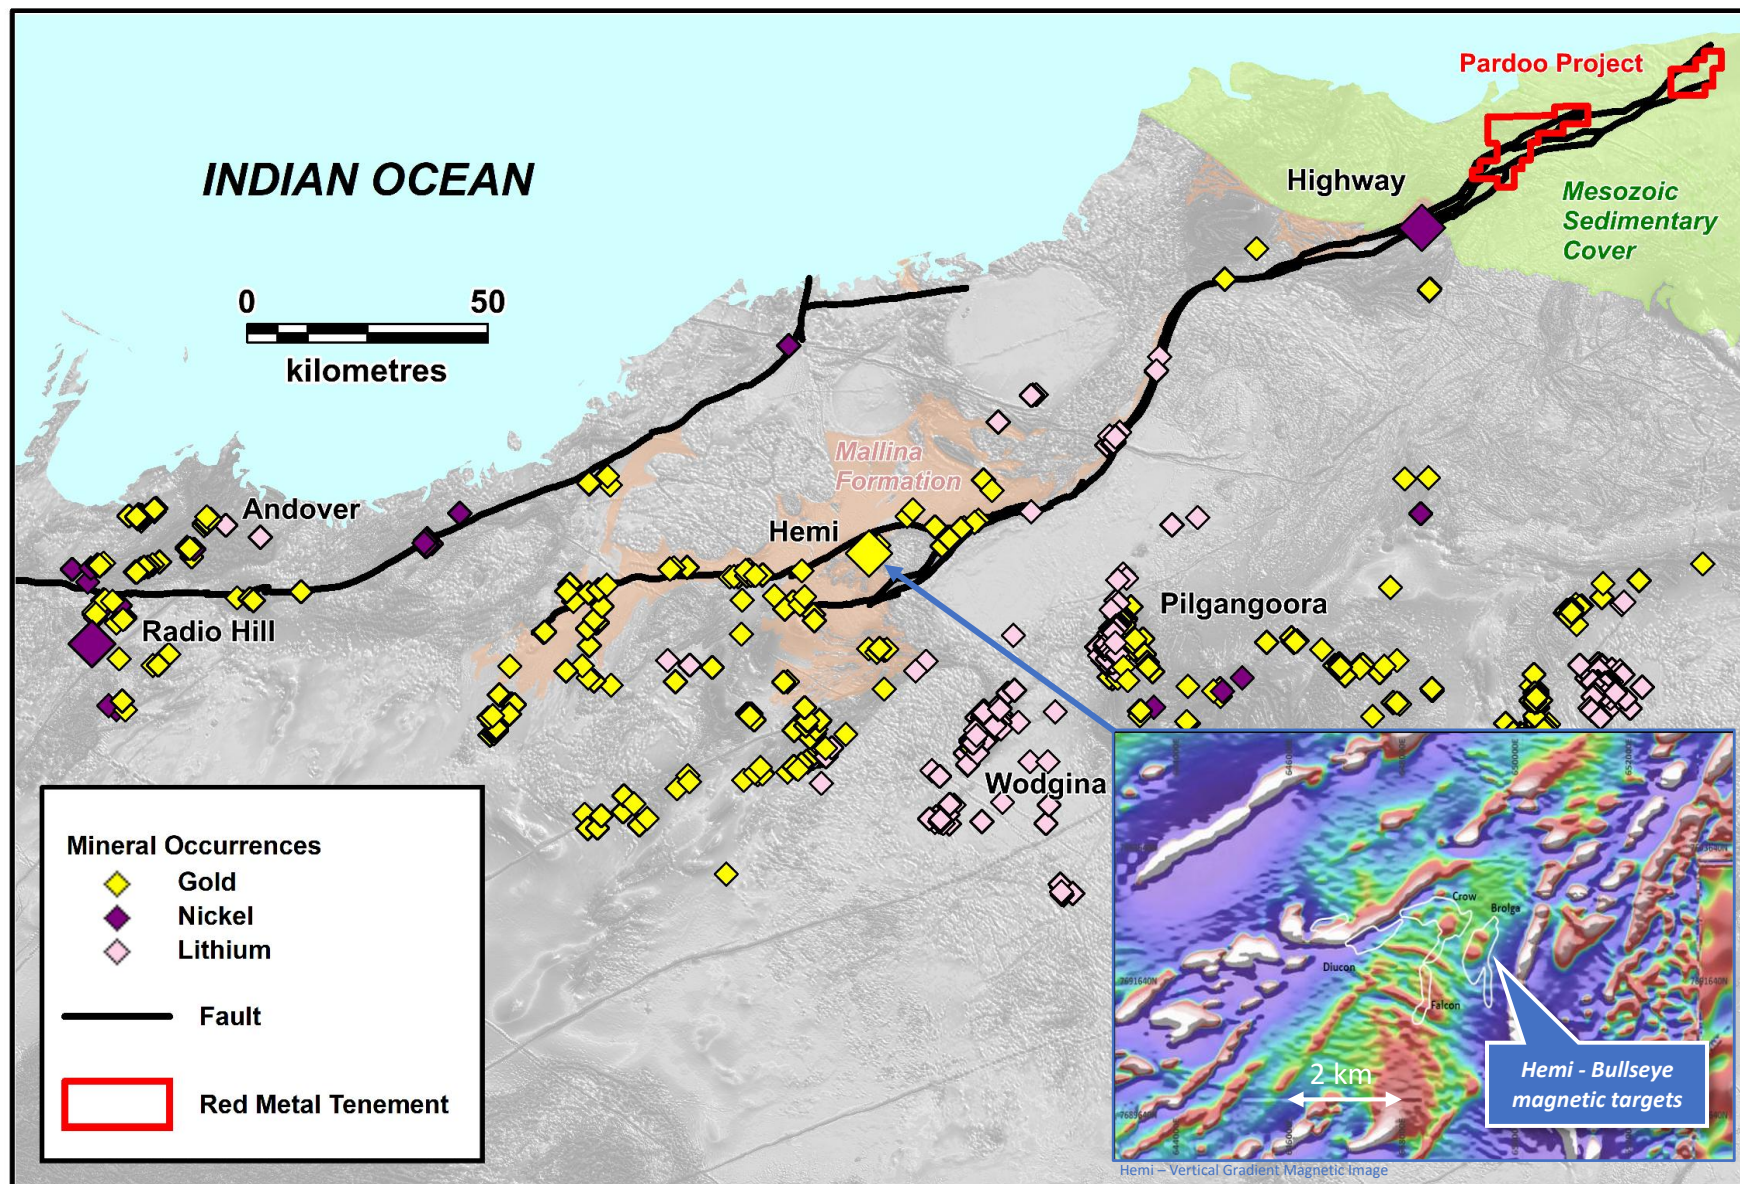 Pardoo Project
INDIAN OCEAN
Highway
Mesozoic
Sedimentary
Cover
0 50
kilometres
Mallina
Formation
Andover
Hemi
Radio Hill
Pilgangoora
Wodgina
Mineral Occurrences
Gold
Nickel
Lithium
Fault
Red Metal Tenement
Crow
Brolga
Diucon
Falcon
7691640N
2 km
Hemi - Bullseye
magnetic targets
Hemi – Vertical Gradient Magnetic Image